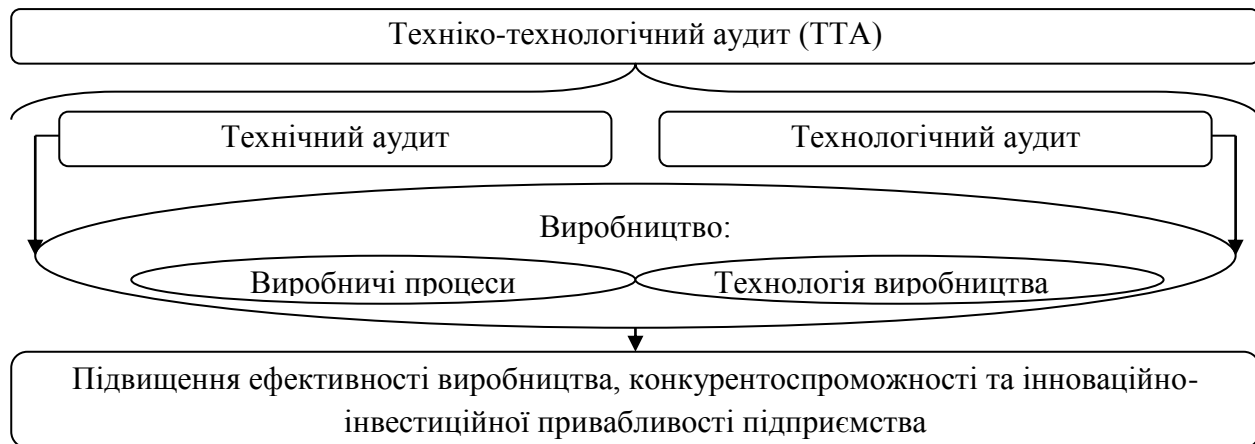 Техніко-технологічний аудит (ТТА)
Технічний аудит
Технологічний аудит
Виробництво:
Виробничі процеси
Технологія виробництва
Підвищення ефективності виробництва, конкурентоспроможності та інноваційно-
інвестиційної привабливості підприємства